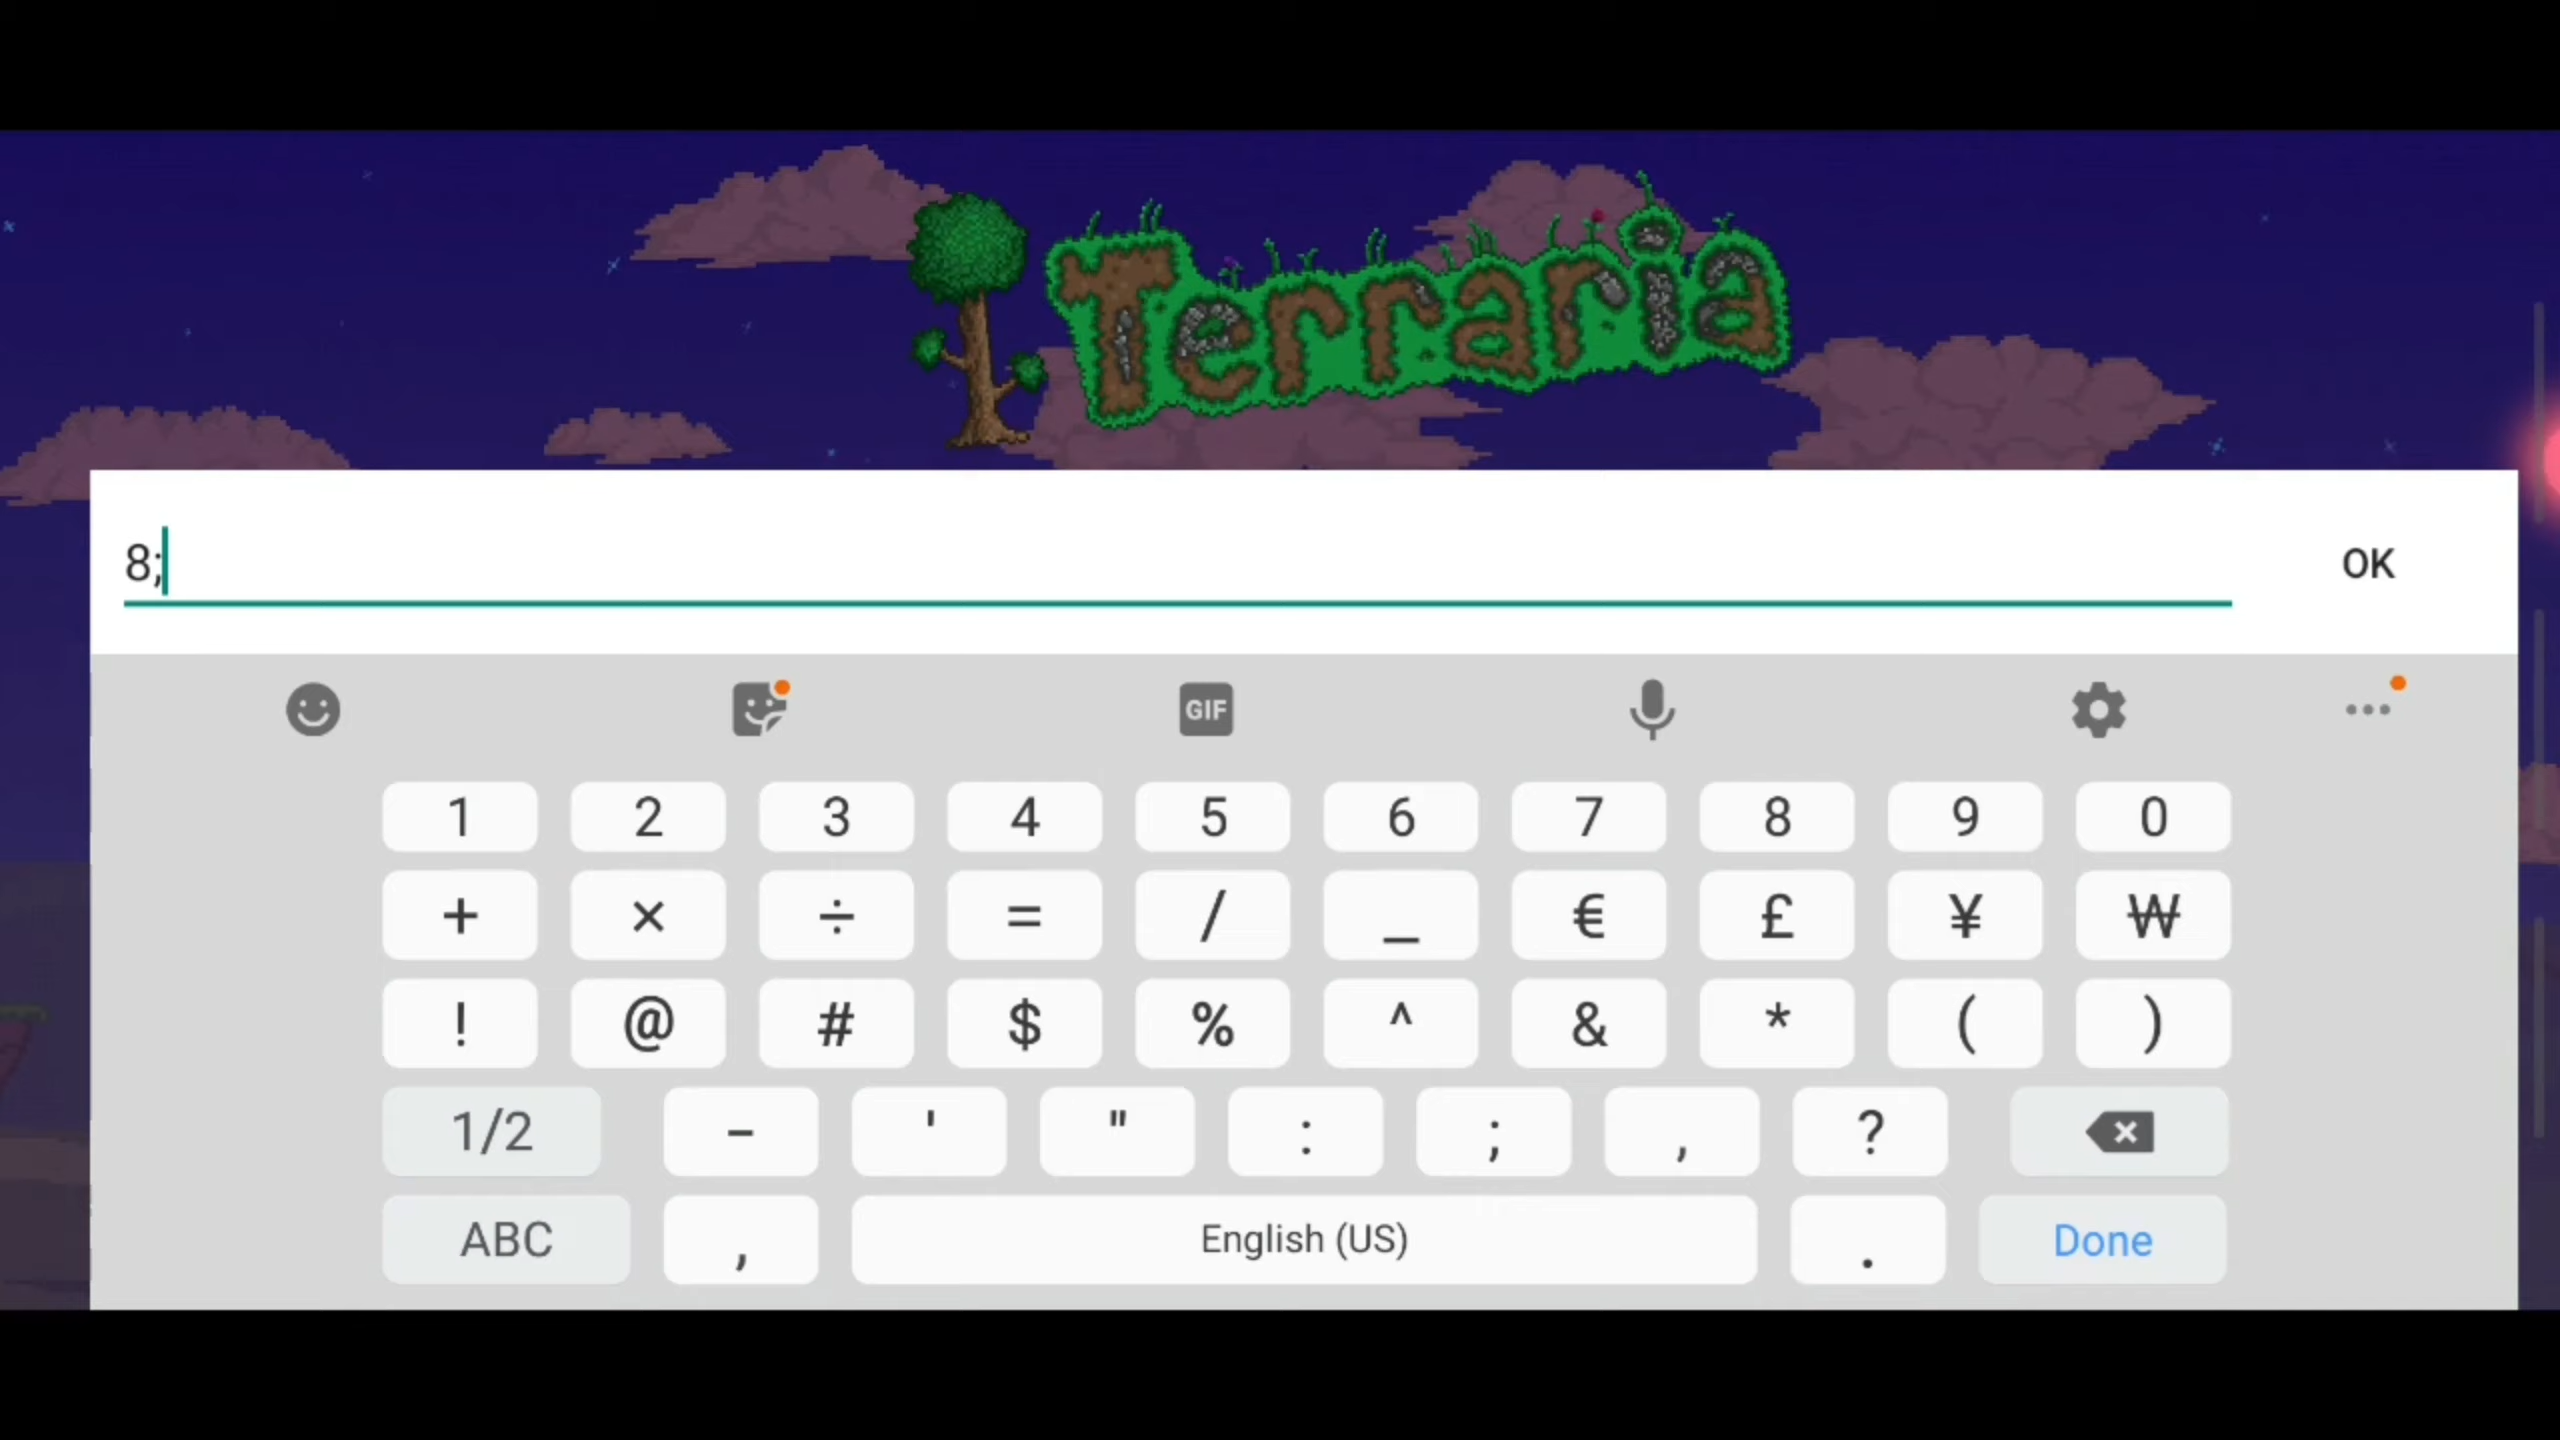 Terraria
8;
OK
GIF
1 2 3 4 5 6 7 8 9 0
+ × ÷ = / _ € £ ¥ ₩
! @ # $ % ^ & * ( )
1/2 - ' " : ; , ?
ABC , English (US) . Done